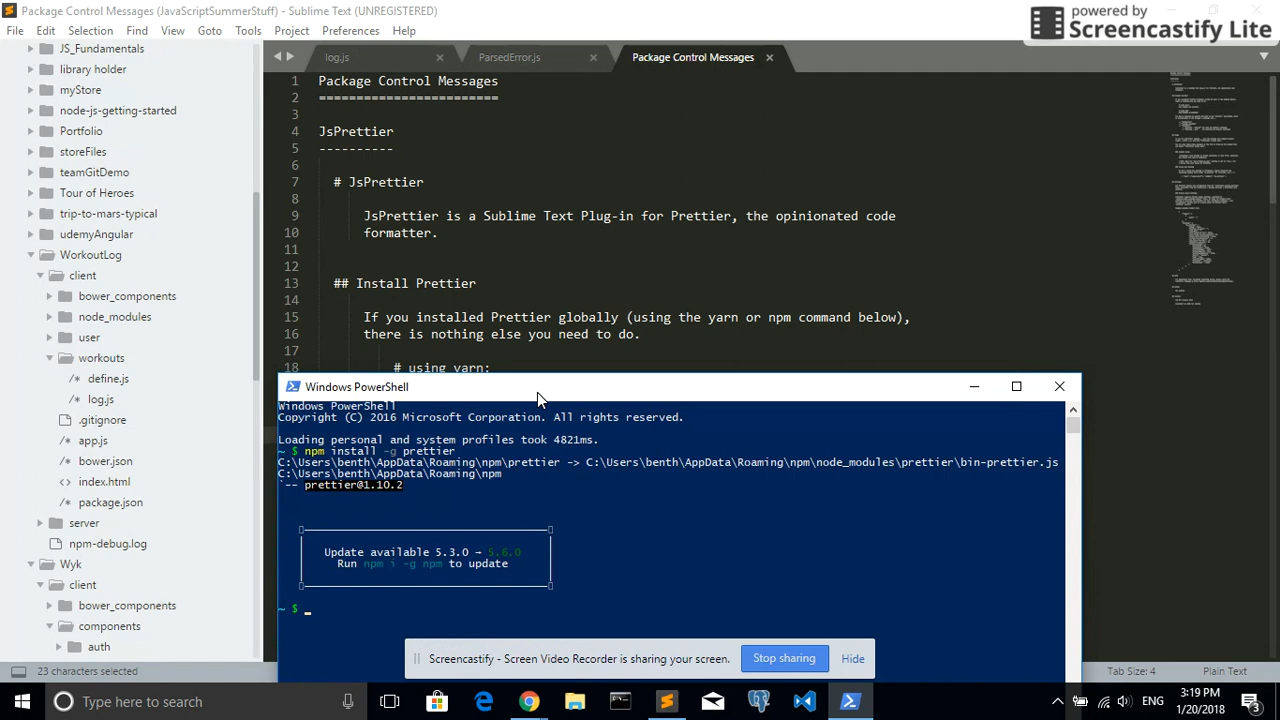 Package Control Messages (JavaScriptSummerStuff) - Sublime Text (UNREGISTERED)
powered by
Screencastify Lite
File Edit Selection Find View Goto Tools Project Preferences Help
JS_Fundamentals
library holder
myStore
node-js-getting-started
Portfolio
storeFiles
teamGitDemo
Tour of Heroes
trip-to-mars-typical
udemyAngular
WorkoutLog
client
bower_components
node_modules
user
workouts
define.js
log.js
.gitignore
app.js
bower.json
index.html
package.json
server
npm-debug.log
Wyk
client
bower_components
components
auth
log.js ParsedError.js Package Control Messages
1 Package Control Messages
2 ========================
3
4 JsPrettier
5 ----------
6
7 # JsPrettier
8
9 JsPrettier is a Sublime Text Plug-in for Prettier, the opinionated code
10 formatter.
11
12
13 ## Install Prettier
14
15 If you installed Prettier globally (using the yarn or npm command below),
16 there is nothing else you need to do.
17
18 # using yarn:
Windows PowerShell
Windows PowerShell
Copyright (C) 2016 Microsoft Corporation. All rights reserved.
Loading personal and system profiles took 4821ms.
~ $ npm install -g prettier
C:\Users\benth\AppData\Roaming\npm\prettier -> C:\Users\benth\AppData\Roaming\npm\node_modules\prettier\bin-prettier.js
C:\Users\benth\AppData\Roaming\npm
`-- prettier@1.10.2
Update available 5.3.0 → 5.6.0
Run npm i -g npm to update
~ $
Screencastify - Screen Video Recorder is sharing your screen. Stop sharing Hide
23 characters selected
Tab Size: 4 Plain Text
Type here to search
ENG
3:19 PM
1/20/2018
3